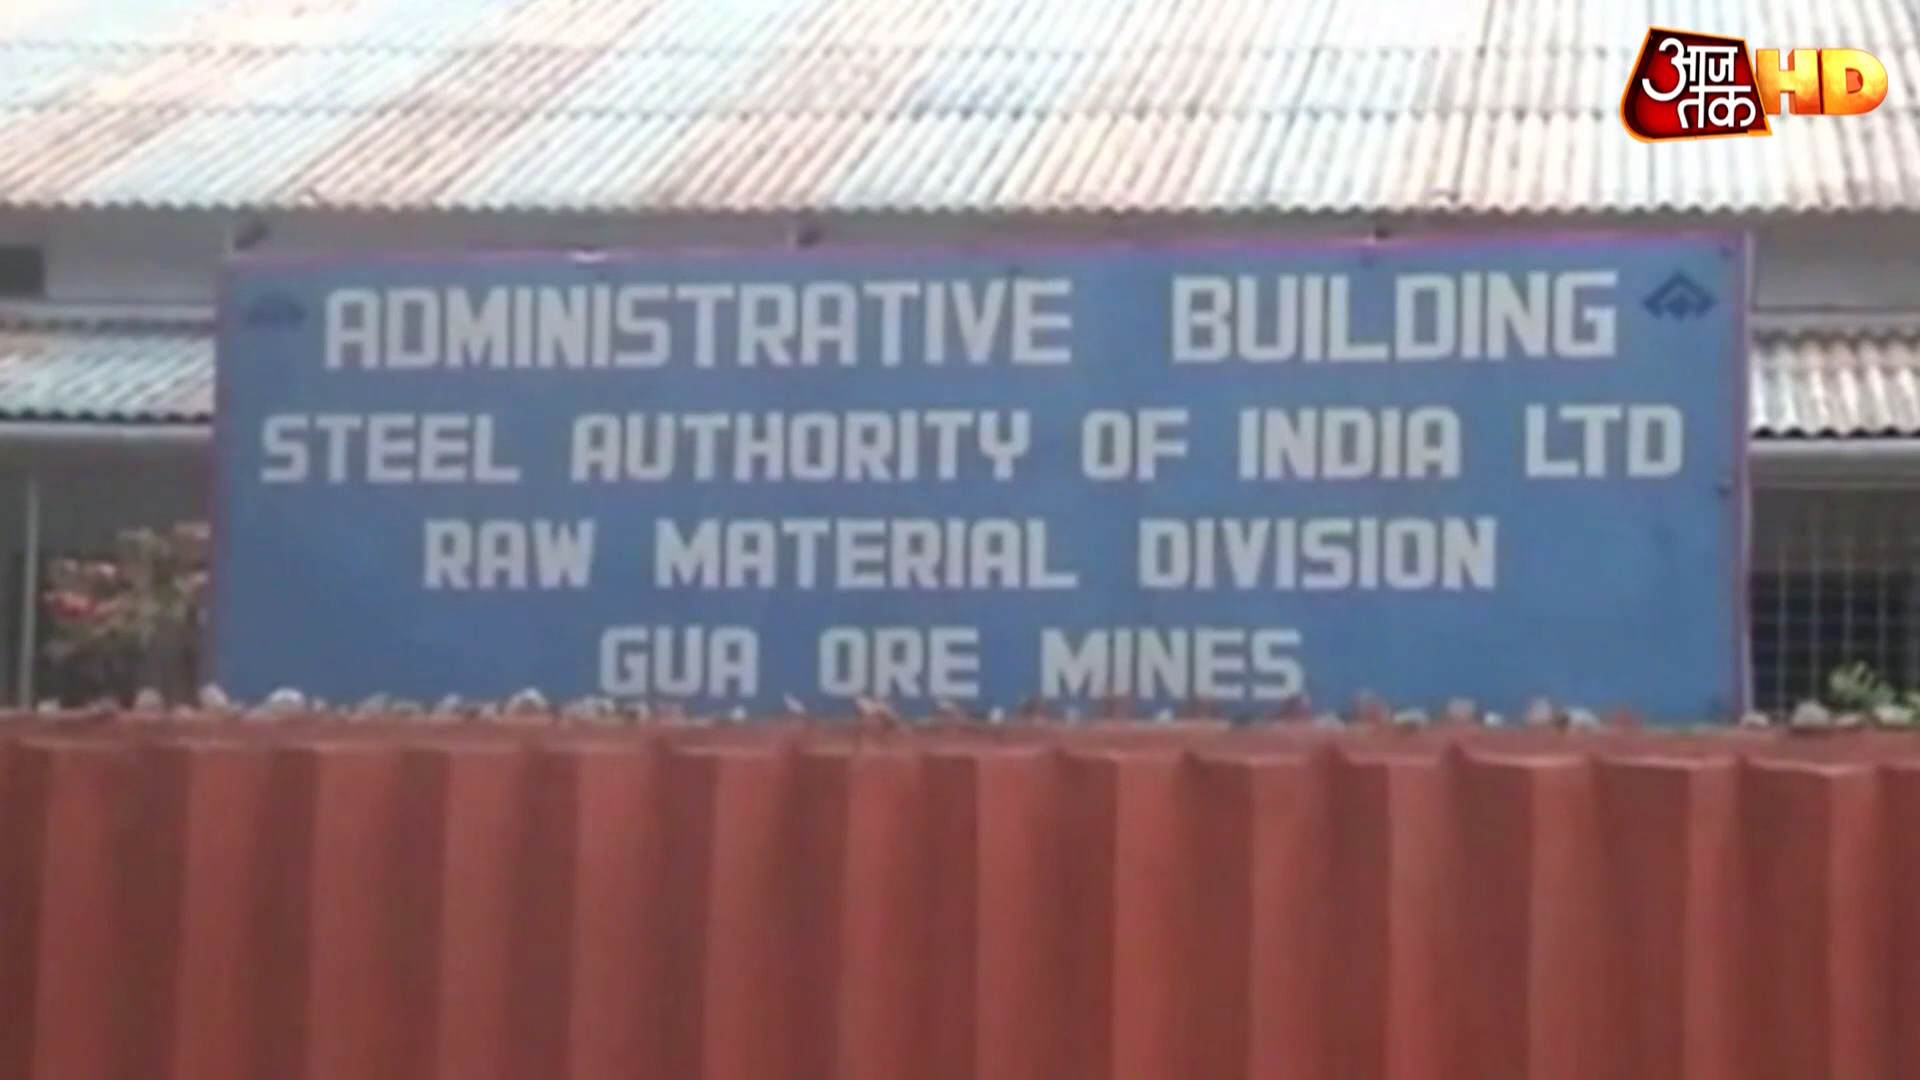 आज
तक HD
ADMINISTRATIVE BUILDING
STEEL AUTHORITY OF INDIA LTD
RAW MATERIAL DIVISION
GUA ORE MINES